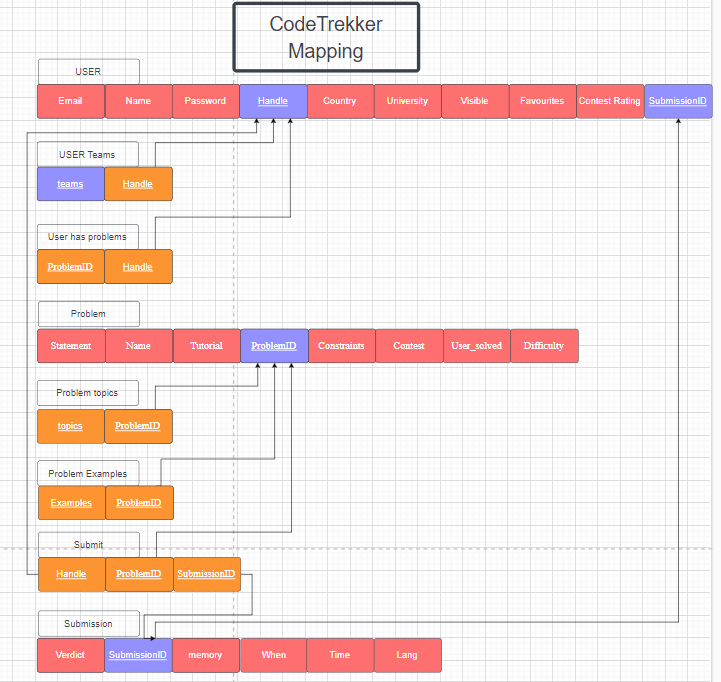 CodeTrekker
Mapping
USER
Email Name Password Handle Country University Visible Favourites Contest Rating SubmissionID
USER Teams
teams Handle
User has problems
ProblemID Handle
Problem
Statement Name Tutorial ProblemID Constraints Contest User_solved Difficulty
Problem topics
topics ProblemID
Problem Examples
Examples ProblemID
Submit
Handle ProblemID SubmissionID
Submission
Verdict SubmissionID memory When Time Lang